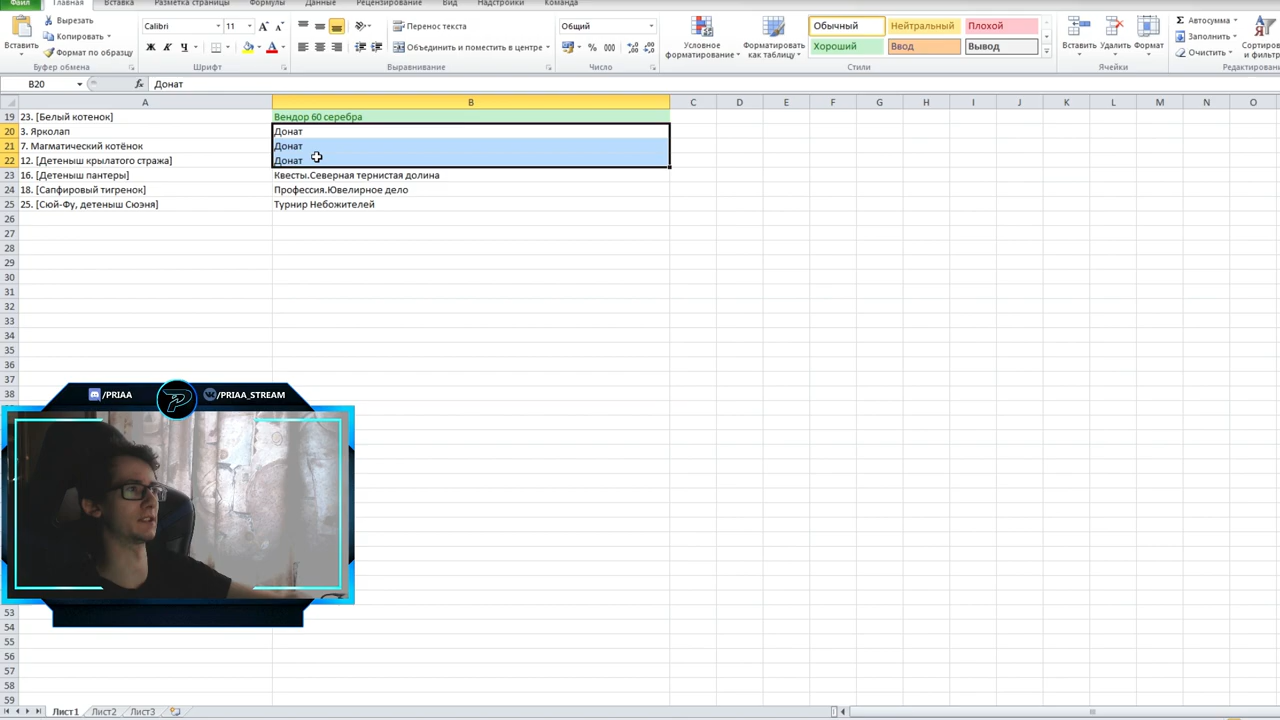 Файл Главная Вставка Разметка страницы Формулы Данные Рецензирование Вид Надстройки Команда
Вставить
Вырезать
Копировать
Формат по образцу
Буфер обмена
Calibri 11
Ж К Ч
Шрифт
Перенос текста
Объединить и поместить в центре
Выравнивание
Общий
% 000
Число
Условное форматирование
Форматировать как таблицу
Обычный Нейтральный Плохой
Хороший Ввод Вывод
Стили
Вставить Удалить Формат
Ячейки
Автосумма
Заполнить
Очистить
B20 fx Донат
A B C D E F G H I J K L M N O
19 23. [Белый котенок] Вендор 60 серебра
20 3. Ярколап Донат
21 7. Магматический котёнок Донат
22 12. [Детеныш крылатого стража] Донат
23 16. [Детеныш пантеры] Квесты.Северная тернистая долина
24 18. [Сапфировый тигренок] Профессия.Ювелирное дело
25 25. [Сюй-Фу, детеныш Сюэня] Турнир Небожителей
26
27
28
29
30
31
32
33
34
35
36
37
38
/PRIAA /PRIAA_STREAM
53
54
55
56
57
58
59
Лист1 Лист2 Лист3